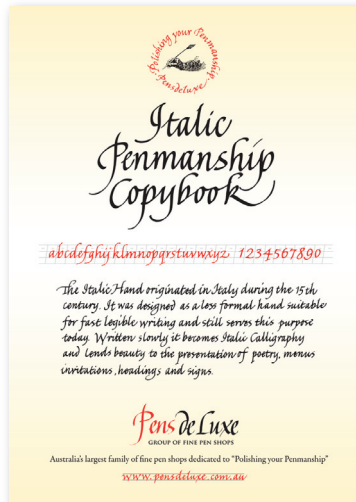 Polishing your Penmanship
pensdeluxe
Italic
Penmanship
Copybook
abcdefghijklmnopqrstuvwxyz 1234567890
The Italic Hand originated in Italy during the 15th
century. It was designed as a less formal hand suitable
for fast legible writing and still serves this purpose
today. Written slowly it becomes Italic Calligraphy
and lends beauty to the presentation of poetry, menus
invitations, headings and signs.
Pens de Luxe
GROUP OF FINE PEN SHOPS
Australia's largest family of fine pen shops dedicated to "Polishing your Penmanship"
www.pensdeluxe.com.au